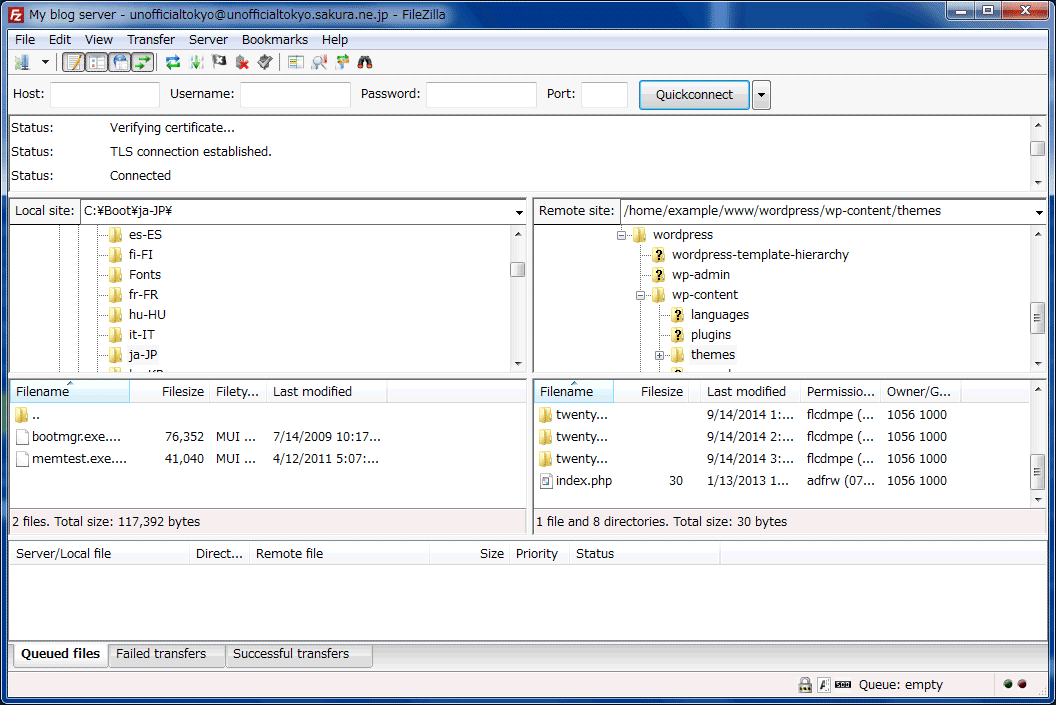 My blog server - unofficialtokyo@unofficialtokyo.sakura.ne.jp - FileZilla
File Edit View Transfer Server Bookmarks Help
Host: Username: Password: Port: Quickconnect
Status: Verifying certificate...
Status: TLS connection established.
Status: Connected
Local site: C:¥Boot¥ja-JP¥
es-ES
fi-FI
Fonts
fr-FR
hu-HU
it-IT
ja-JP
Remote site: /home/example/www/wordpress/wp-content/themes
wordpress
wordpress-template-hierarchy
wp-admin
wp-content
languages
plugins
themes
Filename Filesize Filety... Last modified
..
bootmgr.exe.... 76,352 MUI ... 7/14/2009 10:17...
memtest.exe.... 41,040 MUI ... 4/12/2011 5:07:...
2 files. Total size: 117,392 bytes
Filename Filesize Last modified Permissio... Owner/G...
twenty... 9/14/2014 1:... flcdmpe (... 1056 1000
twenty... 9/14/2014 2:... flcdmpe (... 1056 1000
twenty... 9/14/2014 3:... flcdmpe (... 1056 1000
index.php 30 1/13/2013 1... adfrw (07... 1056 1000
1 file and 8 directories. Total size: 30 bytes
Server/Local file Direct... Remote file Size Priority Status
Queued files Failed transfers Successful transfers
Queue: empty